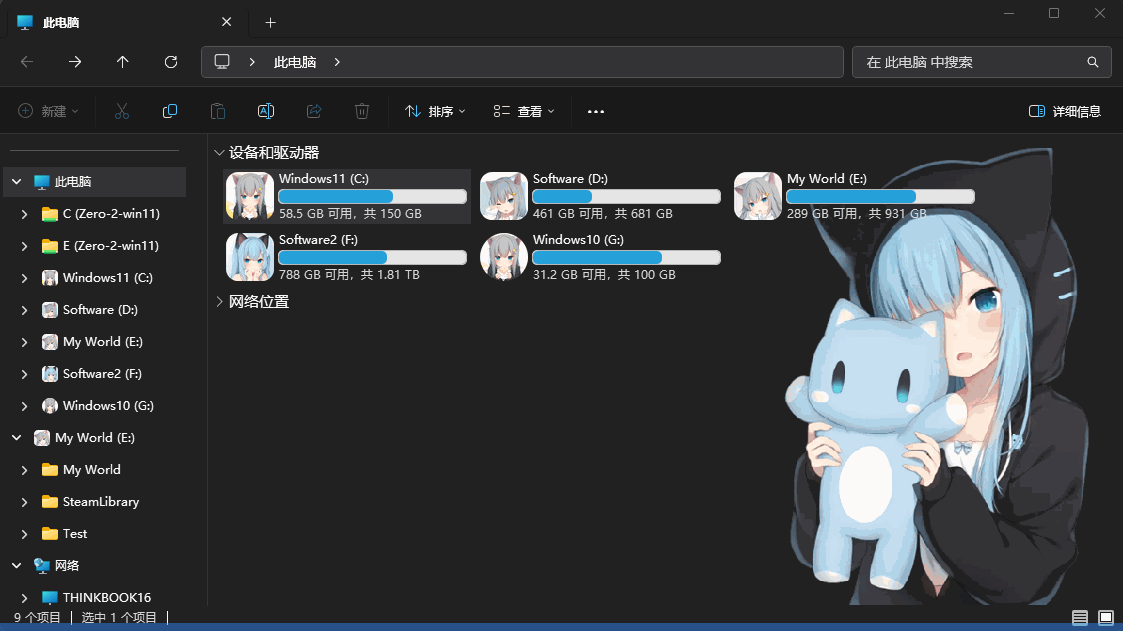 此电脑
此电脑
在 此电脑 中搜索
新建
排序
查看
详细信息
此电脑
C (Zero-2-win11)
E (Zero-2-win11)
Windows11 (C:)
Software (D:)
My World (E:)
Software2 (F:)
Windows10 (G:)
My World (E:)
My World
SteamLibrary
Test
网络
THINKBOOK16
设备和驱动器
Windows11 (C:)
58.5 GB 可用，共 150 GB
Software (D:)
461 GB 可用，共 681 GB
My World (E:)
289 GB 可用，共 931 GB
Software2 (F:)
788 GB 可用，共 1.81 TB
Windows10 (G:)
31.2 GB 可用，共 100 GB
网络位置
9 个项目
选中 1 个项目